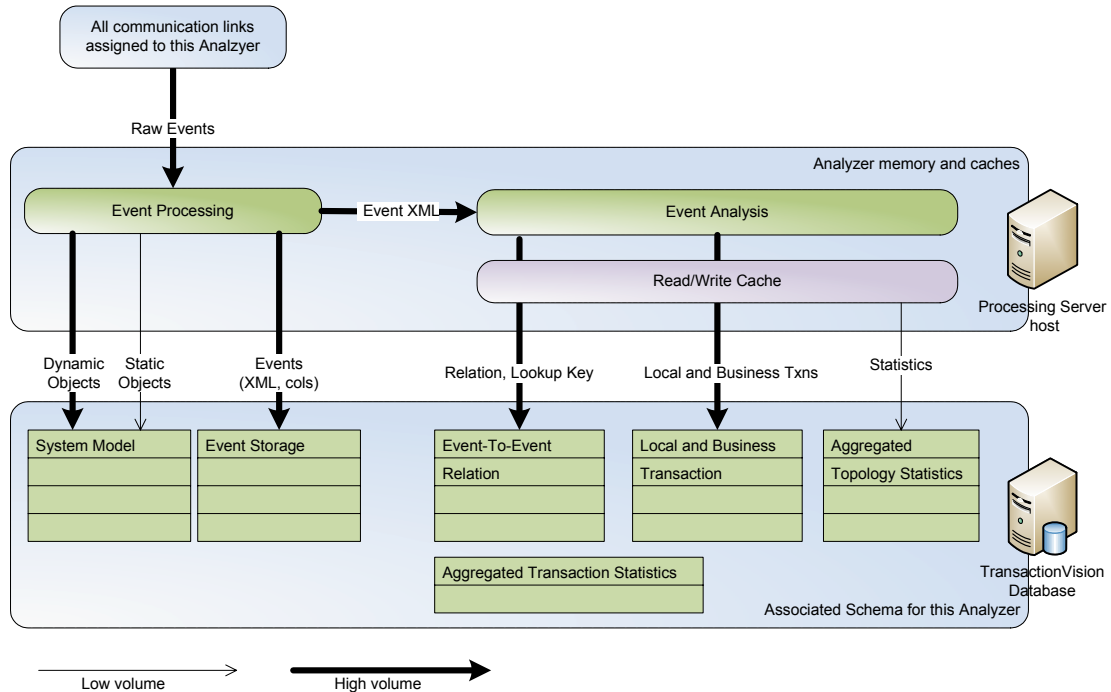 All communication links
assigned to this Analzyer
Raw Events
Analyzer memory and caches
Event Processing
Event XML
Event Analysis
Read/Write Cache
Processing Server
host
Dynamic
Objects
Static
Objects
Events
(XML, cols)
Relation, Lookup Key
Local and Business Txns
Statistics
System Model
Event Storage
Event-To-Event
Relation
Local and Business
Transaction
Aggregated
Topology Statistics
Aggregated Transaction Statistics
TransactionVision
Database
Associated Schema for this Analyzer
Low volume
High volume